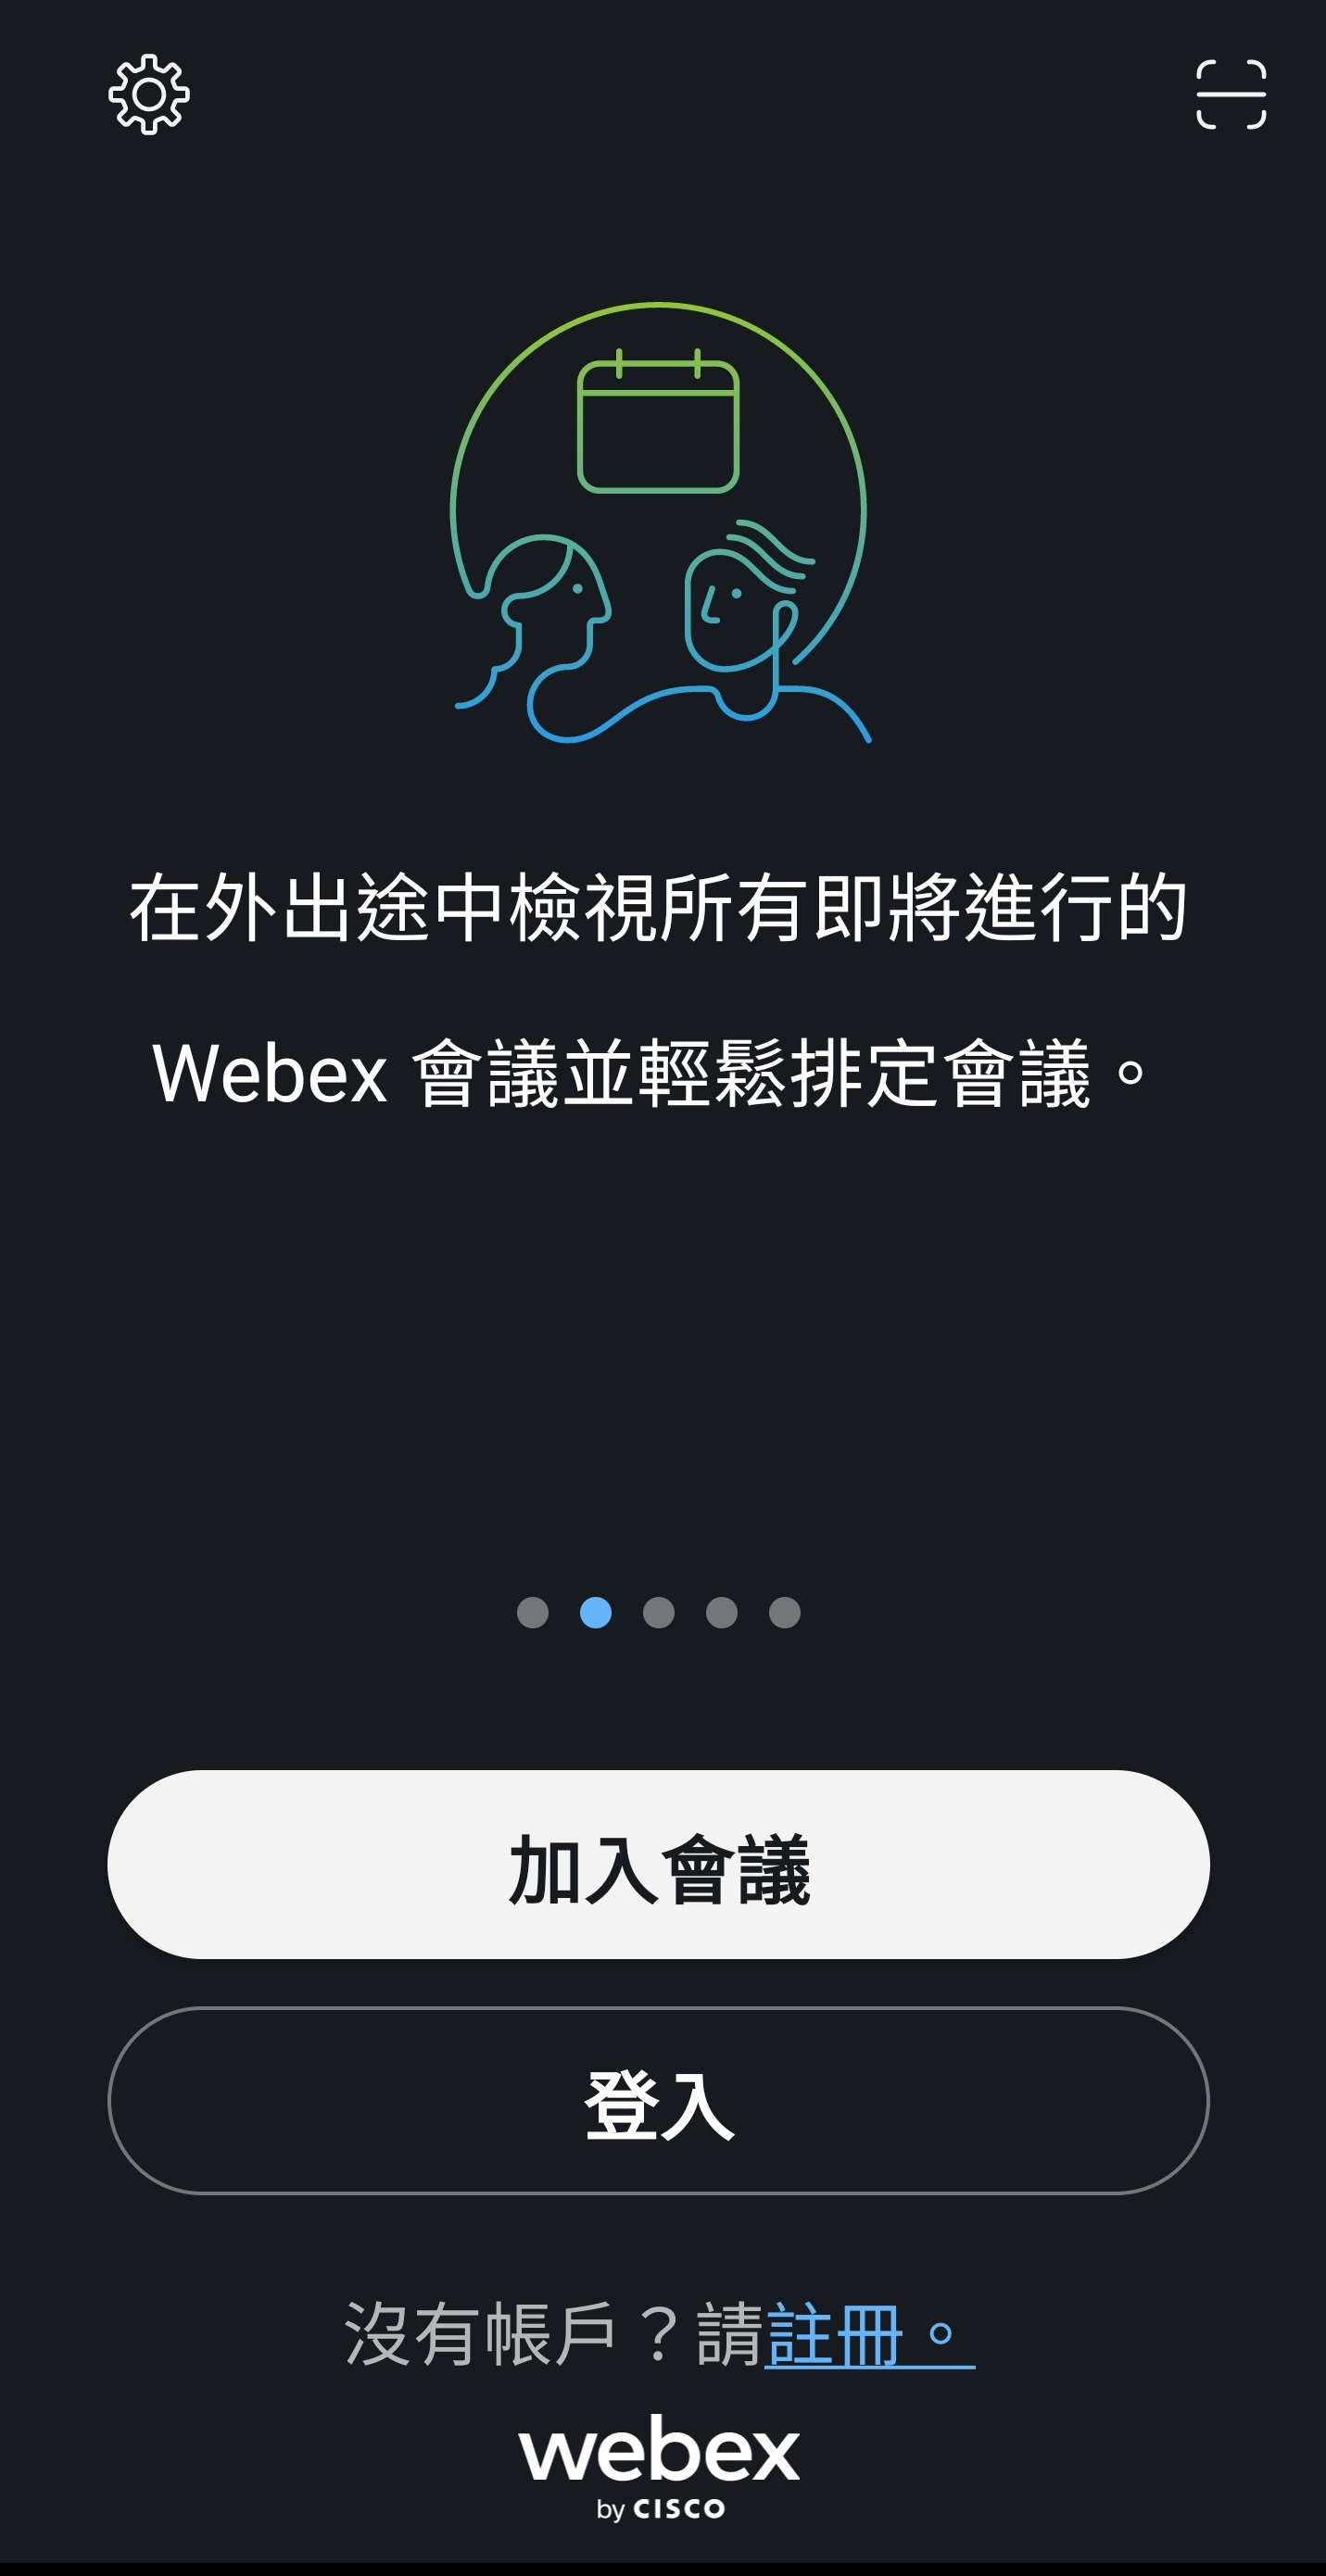 在外出途中檢視所有即將進行的
Webex 會議並輕鬆排定會議。
加入會議
登入
沒有帳戶？請註冊。
webex
by CISCO